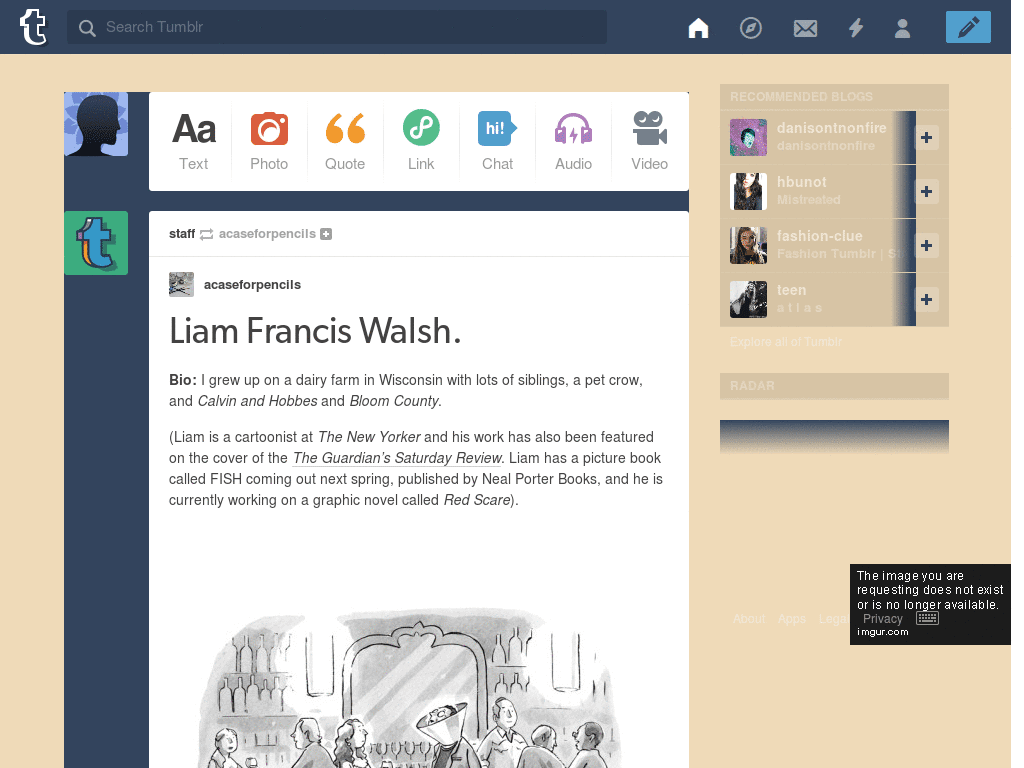 Search Tumblr
Aa
Text
Photo
Quote
Link
hi!
Chat
Audio
Video
staff acaseforpencils
acaseforpencils
Liam Francis Walsh.
Bio: I grew up on a dairy farm in Wisconsin with lots of siblings, a pet crow,
and Calvin and Hobbes and Bloom County.
(Liam is a cartoonist at The New Yorker and his work has also been featured
on the cover of the The Guardian's Saturday Review. Liam has a picture book
called FISH coming out next spring, published by Neal Porter Books, and he is
currently working on a graphic novel called Red Scare).
RECOMMENDED BLOGS
danisontnonfire
danisontnonfire
hbunot
Mistreated
fashion-clue
Fashion Tumblr |
teen
a t l a s
Explore all of Tumblr
RADAR
The image you are
requesting does not exist
or is no longer available.
About Apps Legal Privacy
imgur.com